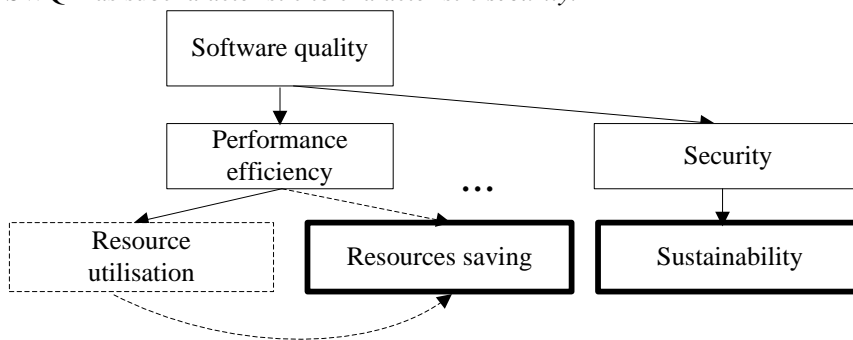 Software quality
Performance
efficiency
...
Security
Resource
utilisation
Resources saving
Sustainability